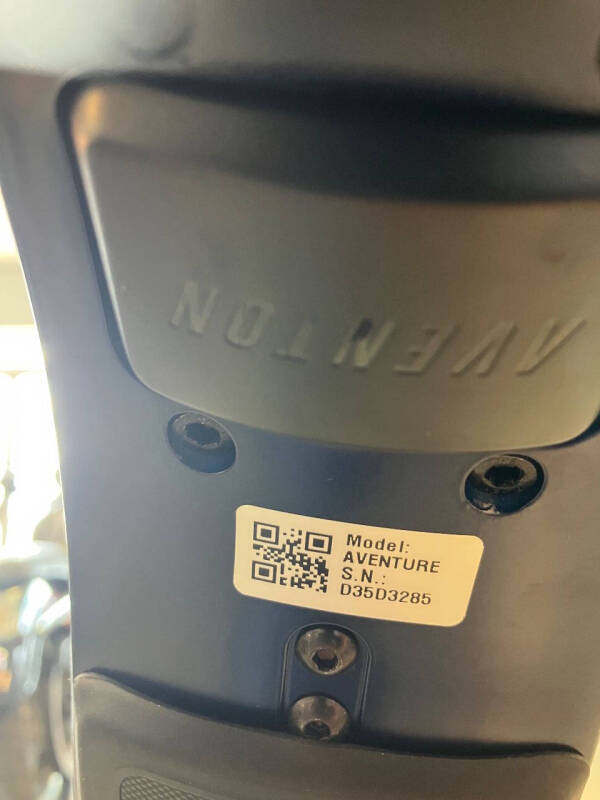 AVENTON
Model:
AVENTURE
S.N.:
D35D3285